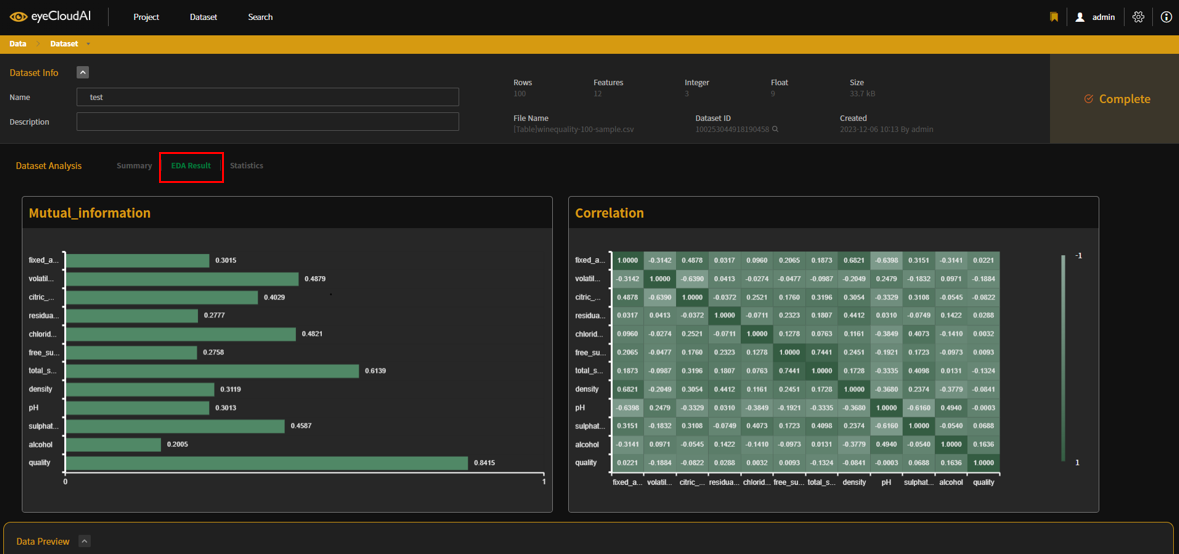 eyeCloudAI Project Dataset Search admin
Data > Dataset
Dataset Info
Name test
Description
Rows Features Integer Float Size
100 12 3 9 33.7 kB
File Name Dataset ID Created
[Table]winequality-100-sample.csv 100253044918190458 2023-12-06 10:13 By admin
Complete
Dataset Analysis Summary EDA Result Statistics
Mutual_information
fixed_a... 0.3015
volatil... 0.4879
citric_... 0.4029
residua... 0.2777
chlorid... 0.4821
free_su... 0.2758
total_s... 0.6139
density 0.3119
pH 0.3013
sulphat... 0.4587
alcohol 0.2005
quality 0.8415
0 1
Correlation
fixed_a... 1.0000 -0.3142 0.4878 0.0317 0.0960 0.2065 0.1873 0.6821 -0.6398 0.3151 -0.3141 0.0221
volatil... -0.3142 1.0000 -0.6390 0.0413 -0.0274 -0.0477 -0.0987 -0.2049 0.2479 -0.1832 0.0971 -0.1884
citric_... 0.4878 -0.6390 1.0000 -0.0372 0.2521 0.1760 0.3196 0.3054 -0.3329 0.3108 -0.0545 -0.0822
residua... 0.0317 0.0413 -0.0372 1.0000 -0.0711 0.2323 0.1807 0.4412 0.0310 -0.0749 0.1422 0.0288
chlorid... 0.0960 -0.0274 0.2521 -0.0711 1.0000 0.1278 0.0763 0.1161 -0.3849 0.4073 -0.1410 0.0032
free_su... 0.2065 -0.0477 0.1760 0.2323 0.1278 1.0000 0.7441 0.2451 -0.1921 0.1723 -0.0973 0.0093
total_s... 0.1873 -0.0987 0.3196 0.1807 0.0763 0.7441 1.0000 0.1728 -0.3335 0.4098 0.0131 -0.1324
density 0.6821 -0.2049 0.3054 0.4412 0.1161 0.2451 0.1728 1.0000 -0.3680 0.2374 -0.3779 -0.0841
pH -0.6398 0.2479 -0.3329 0.0310 -0.3849 -0.1921 -0.3335 -0.3680 1.0000 -0.6160 0.4940 -0.0003
sulphat... 0.3151 -0.1832 0.3108 -0.0749 0.4073 0.1723 0.4098 0.2374 -0.6160 1.0000 -0.0540 0.0688
alcohol -0.3141 0.0971 -0.0545 0.1422 -0.1410 -0.0973 0.0131 -0.3779 0.4940 -0.0540 1.0000 0.1636
quality 0.0221 -0.1884 -0.0822 0.0288 0.0032 0.0093 -0.1324 -0.0841 -0.0003 0.0688 0.1636 1.0000
fixed_a... volatil... citric_... residua... chlorid... free_su... total_s... density pH sulphat... alcohol quality
-1
1
Data Preview